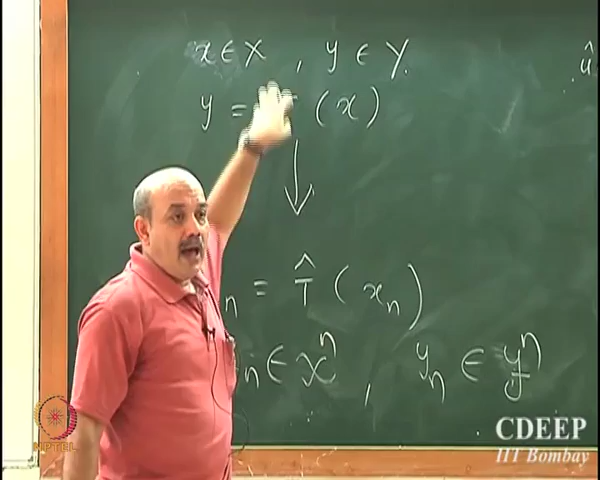 x ∈ X , y ∈ Y.
û
y = (x)
n = T̂ (xₙ)
n ∈ Xⁿ , yₙ ∈ Yⁿ
CDEEP
IIT Bombay
NPTEL